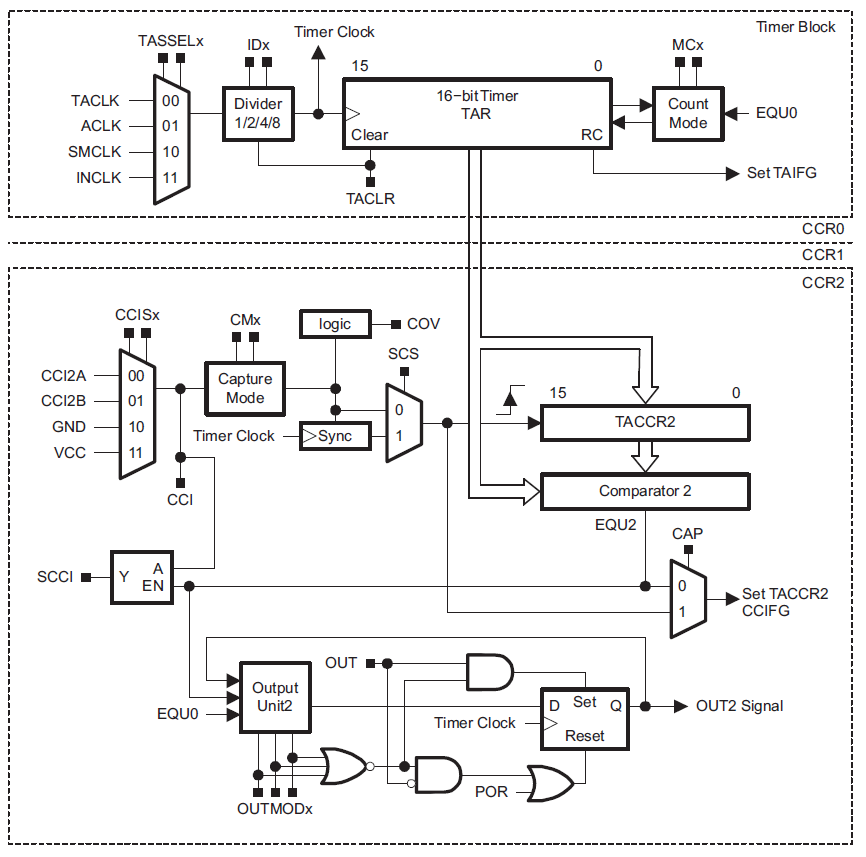 Timer Block
Timer Clock
TASSELx
IDx
15
0
MCx
TACLK
ACLK
SMCLK
INCLK
00
01
10
11
Divider
1/2/4/8
16−bit Timer
TAR
Clear
RC
Count
Mode
EQU0
Set TAIFG
TACLR
CCR0
CCR1
CCR2
CCISx
CMx
logic
COV
SCS
CCI2A
CCI2B
GND
VCC
00
01
10
11
Capture
Mode
Timer Clock
Sync
0
1
15
0
TACCR2
Comparator 2
CCI
EQU2
CAP
SCCI
Y
A
EN
0
1
Set TACCR2
CCIFG
OUT
Output
Unit2
EQU0
Timer Clock
D
Set
Q
Reset
OUT2 Signal
POR
OUTMODx